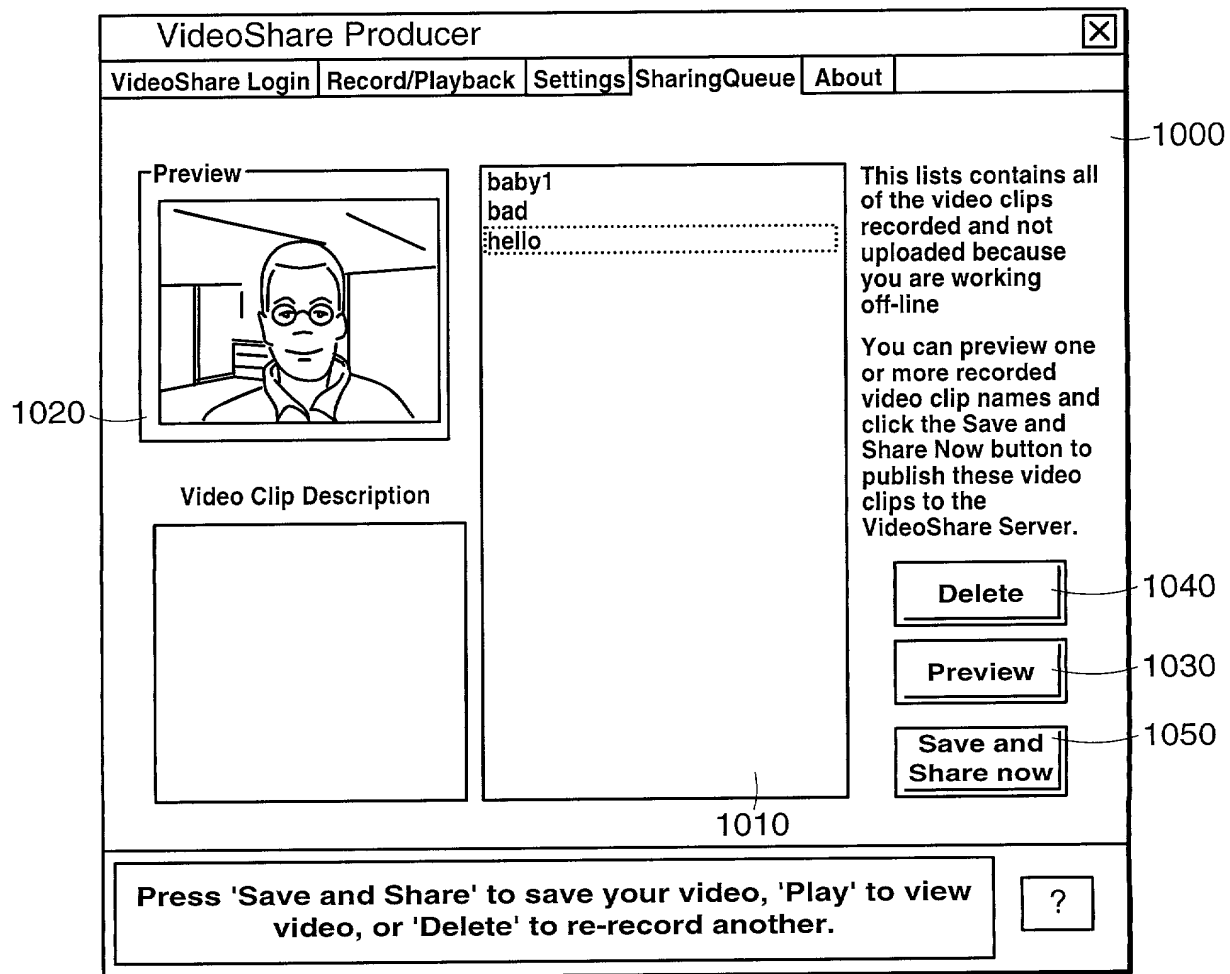 VideoShare Producer
VideoShare Login Record/Playback Settings SharingQueue About
1000
Preview
1020
Video Clip Description
baby1
bad
hello
1010
This lists contains all
of the video clips
recorded and not
uploaded because
you are working
off-line
You can preview one
or more recorded
video clip names and
click the Save and
Share Now button to
publish these video
clips to the
VideoShare Server.
Delete
1040
Preview
1030
Save and
Share now
1050
Press 'Save and Share' to save your video, 'Play' to view
video, or 'Delete' to re-record another.
?